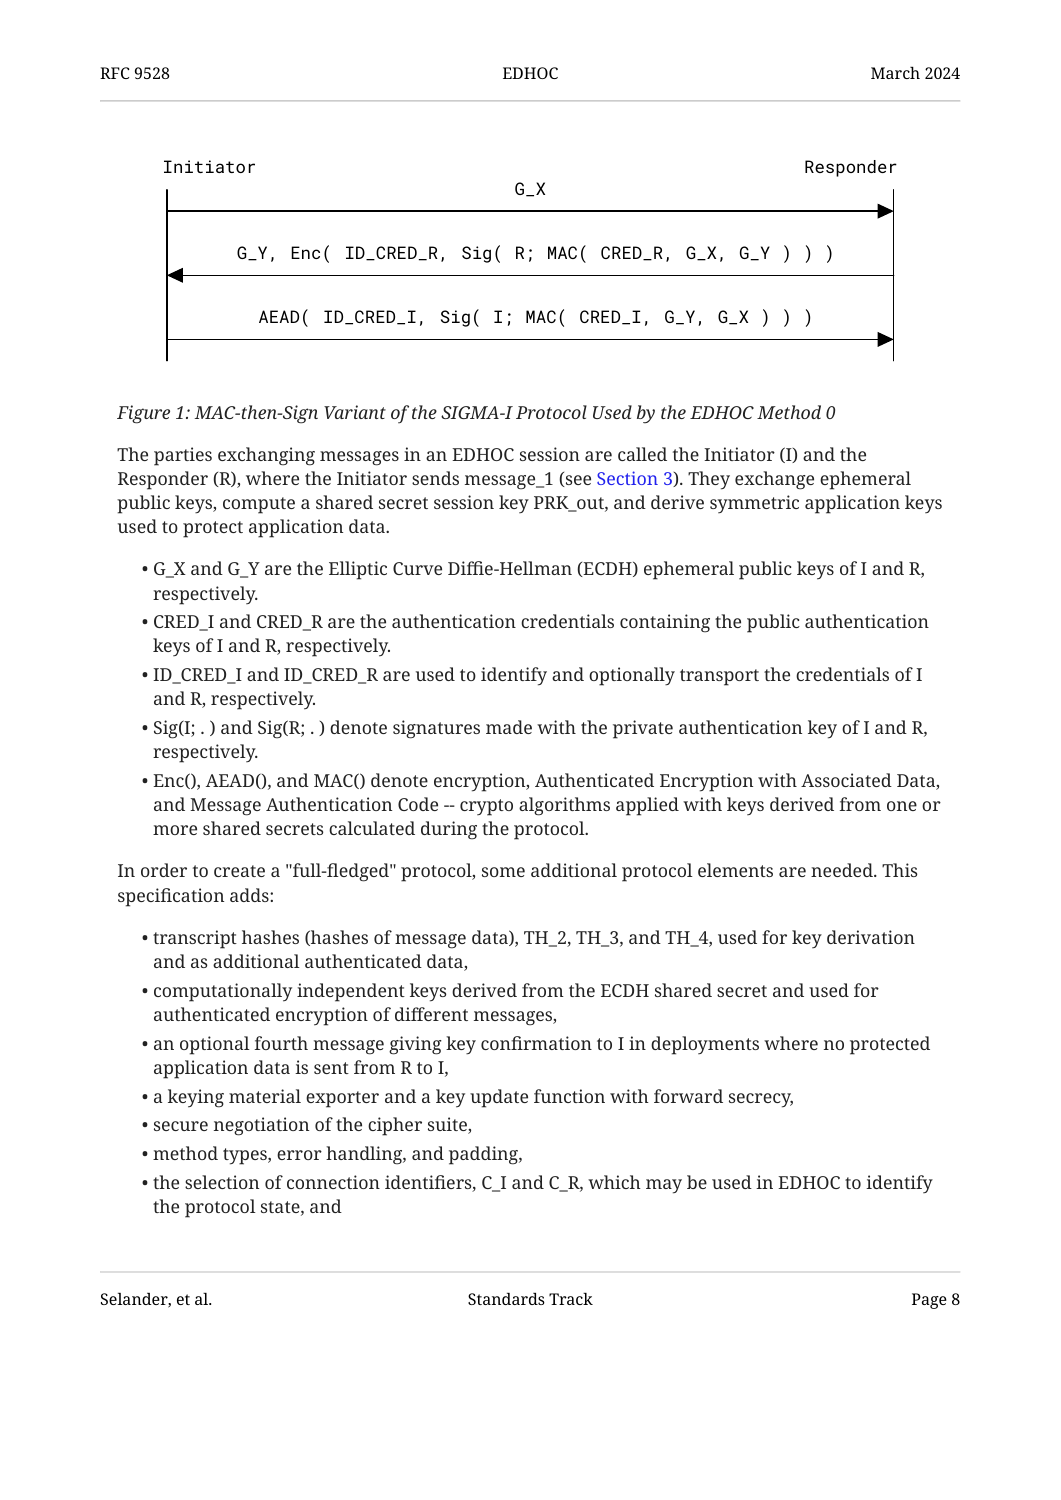 RFC 9528 EDHOC March 2024
Initiator Responder
G_X
G_Y, Enc( ID_CRED_R, Sig( R; MAC( CRED_R, G_X, G_Y ) ) )
AEAD( ID_CRED_I, Sig( I; MAC( CRED_I, G_Y, G_X ) ) )
Figure 1: MAC-then-Sign Variant of the SIGMA-I Protocol Used by the EDHOC Method 0
The parties exchanging messages in an EDHOC session are called the Initiator (I) and the
Responder (R), where the Initiator sends message_1 (see Section 3). They exchange ephemeral
public keys, compute a shared secret session key PRK_out, and derive symmetric application keys
used to protect application data.
• G_X and G_Y are the Elliptic Curve Diffie-Hellman (ECDH) ephemeral public keys of I and R,
respectively.
• CRED_I and CRED_R are the authentication credentials containing the public authentication
keys of I and R, respectively.
• ID_CRED_I and ID_CRED_R are used to identify and optionally transport the credentials of I
and R, respectively.
• Sig(I; . ) and Sig(R; . ) denote signatures made with the private authentication key of I and R,
respectively.
• Enc(), AEAD(), and MAC() denote encryption, Authenticated Encryption with Associated Data,
and Message Authentication Code -- crypto algorithms applied with keys derived from one or
more shared secrets calculated during the protocol.
In order to create a "full-fledged" protocol, some additional protocol elements are needed. This
specification adds:
• transcript hashes (hashes of message data), TH_2, TH_3, and TH_4, used for key derivation
and as additional authenticated data,
• computationally independent keys derived from the ECDH shared secret and used for
authenticated encryption of different messages,
• an optional fourth message giving key confirmation to I in deployments where no protected
application data is sent from R to I,
• a keying material exporter and a key update function with forward secrecy,
• secure negotiation of the cipher suite,
• method types, error handling, and padding,
• the selection of connection identifiers, C_I and C_R, which may be used in EDHOC to identify
the protocol state, and
Selander, et al. Standards Track Page 8